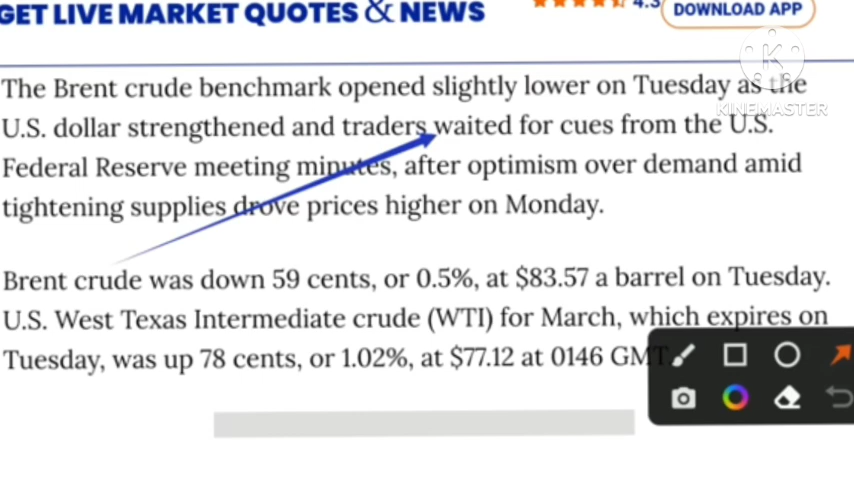 GET LIVE MARKET QUOTES & NEWS
4.3
DOWNLOAD APP
KINEMASTER
The Brent crude benchmark opened slightly lower on Tuesday as the
U.S. dollar strengthened and traders waited for cues from the U.S.
Federal Reserve meeting minutes, after optimism over demand amid
tightening supplies drove prices higher on Monday.
Brent crude was down 59 cents, or 0.5%, at $83.57 a barrel on Tuesday.
U.S. West Texas Intermediate crude (WTI) for March, which expires on
Tuesday, was up 78 cents, or 1.02%, at $77.12 at 0146 GMT.